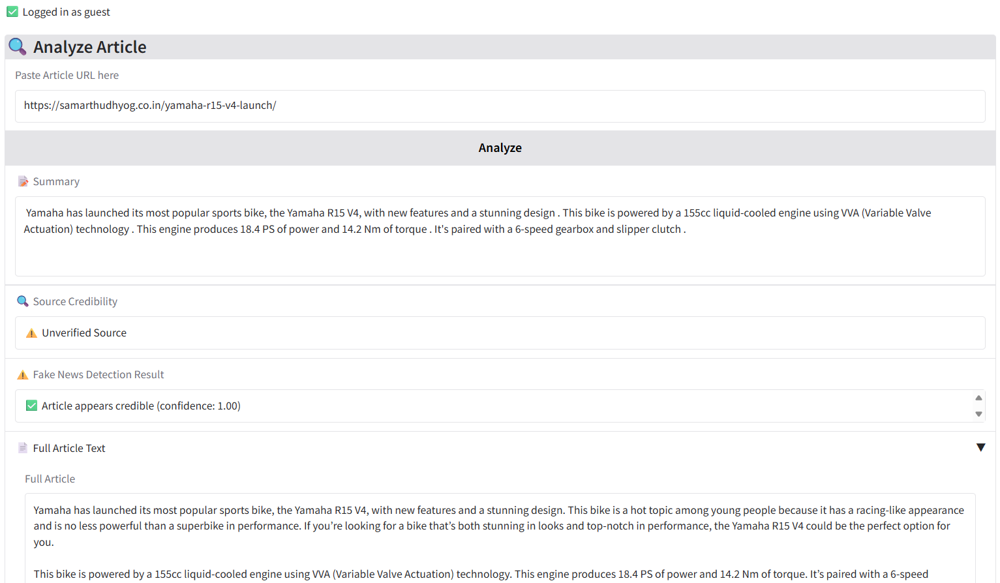 ✅ Logged in as guest
🔍 Analyze Article
Paste Article URL here
https://samarthudhyog.co.in/yamaha-r15-v4-launch/
Analyze
📝 Summary
Yamaha has launched its most popular sports bike, the Yamaha R15 V4, with new features and a stunning design . This bike is powered by a 155cc liquid-cooled engine using VVA (Variable Valve
Actuation) technology . This engine produces 18.4 PS of power and 14.2 Nm of torque . It's paired with a 6-speed gearbox and slipper clutch .
🔍 Source Credibility
⚠️ Unverified Source
⚠️ Fake News Detection Result
✅ Article appears credible (confidence: 1.00)
📄 Full Article Text ▼
Full Article
Yamaha has launched its most popular sports bike, the Yamaha R15 V4, with new features and a stunning design. This bike is a hot topic among young people because it has a racing-like appearance
and is no less powerful than a superbike in performance. If you’re looking for a bike that’s both stunning in looks and top-notch in performance, the Yamaha R15 V4 could be the perfect option for
you.
This bike is powered by a 155cc liquid-cooled engine using VVA (Variable Valve Actuation) technology. This engine produces 18.4 PS of power and 14.2 Nm of torque. It’s paired with a 6-speed